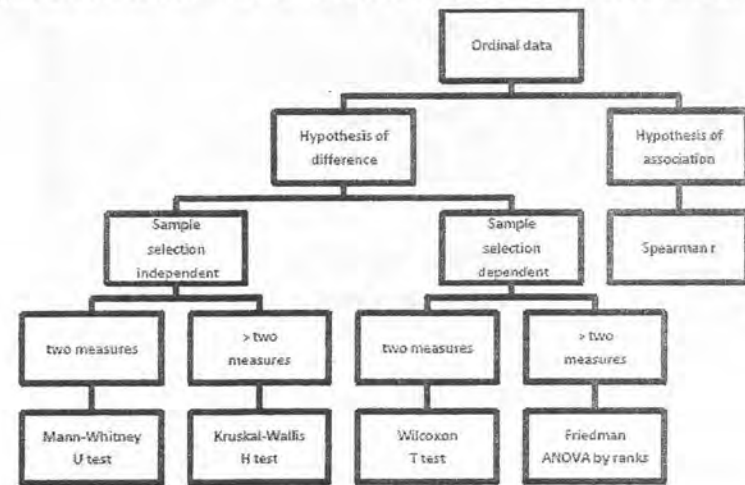 Ordinal data
Hypothesis of
difference
Hypothesis of
association
Sample
selection
independent
Sample
selection
dependent
Spearman r
two measures
> two
measures
two measures
> two
measures
Mann-Whitney
U test
Kruskal-Wallis
H test
Wilcoxon
T test
Friedman
ANOVA by ranks